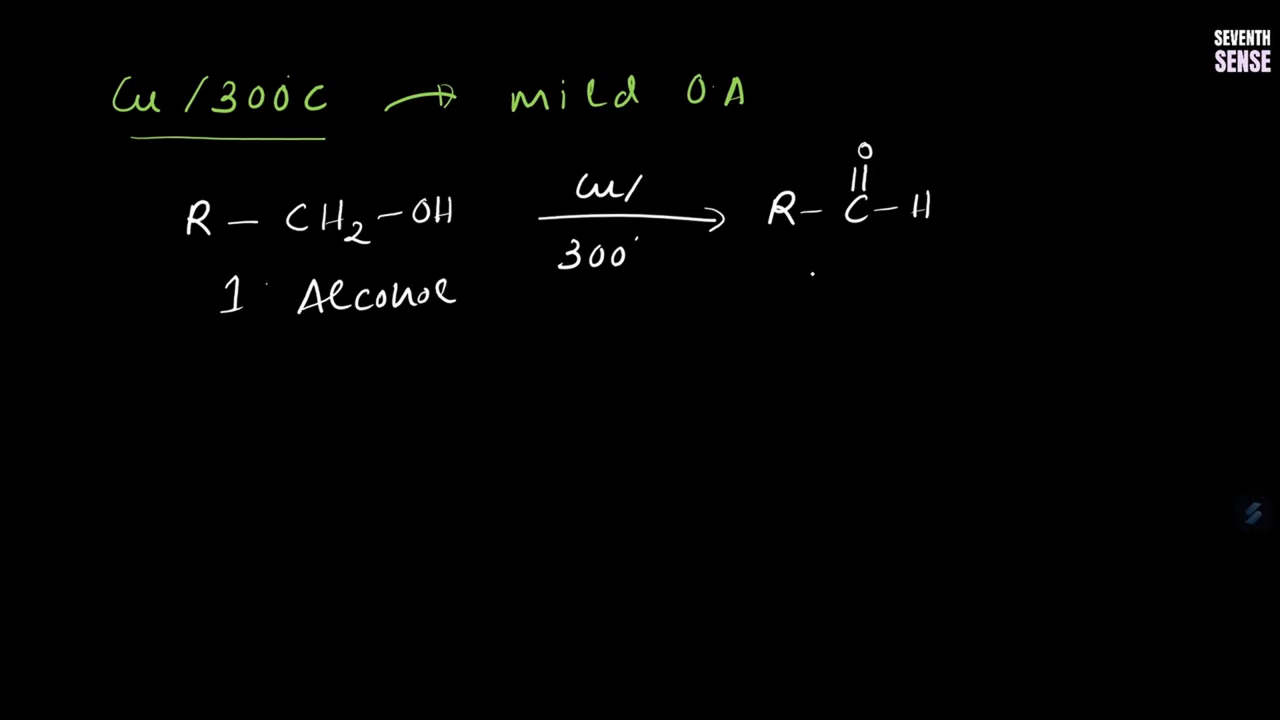 SEVENTH
SENSE
Cu / 300°C → mild O.A
R – CH₂ – OH Cu/ 300° R – C – H
O
1° Alcohol